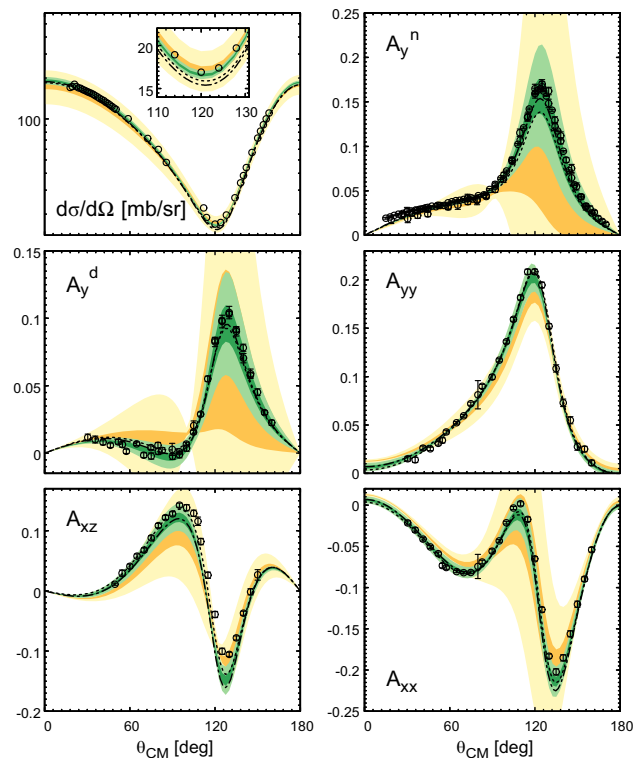 20
15
110 120 130
100
dσ/dΩ [mb/sr]
0.25
0.2
0.15
0.1
0.05
0
A_y^n
0.15
0.1
0.05
0
A_y^d
0.2
0.15
0.1
0.05
0
A_yy
0.1
0
-0.1
-0.2
A_xz
0 60 120 180
θ_CM [deg]
0
-0.05
-0.1
-0.15
-0.2
-0.25
A_xx
0 60 120 180
θ_CM [deg]